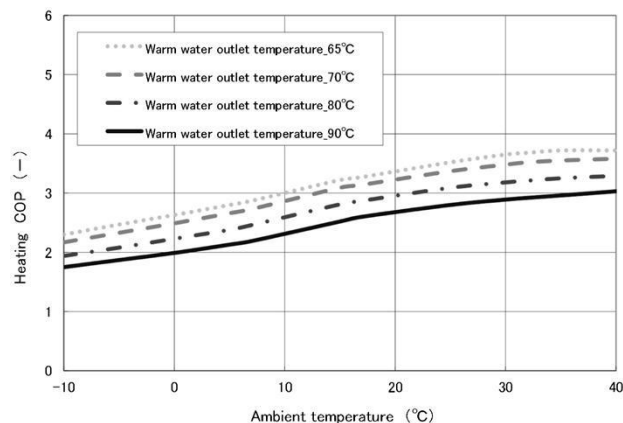 6
5
4
3
2
1
0
Heating COP (—)
Warm water outlet temperature_65℃
Warm water outlet temperature_70℃
Warm water outlet temperature_80℃
Warm water outlet temperature_90℃
-10 0 10 20 30 40
Ambient temperature (℃)